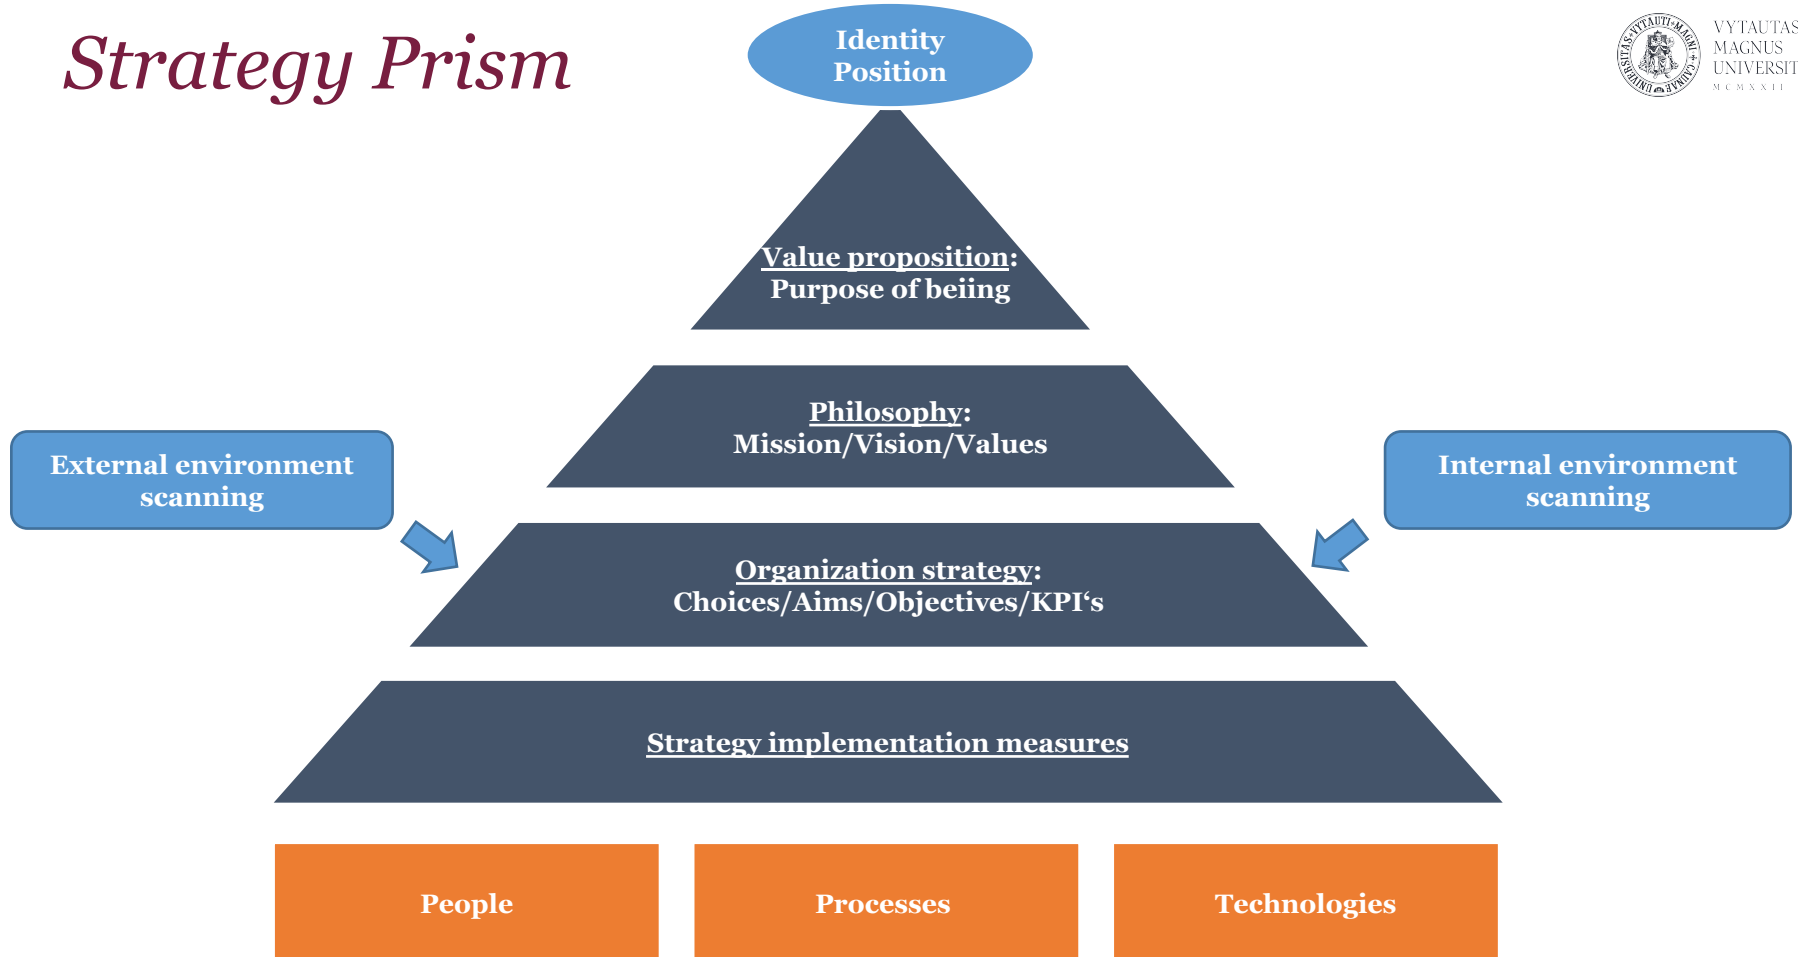 Strategy Prism
Identity
Position
VYTAUTAS
MAGNUS
UNIVERSIT
MCMXXII
Value proposition:
Purpose of beiing
Philosophy:
Mission/Vision/Values
External environment
scanning
Internal environment
scanning
Organization strategy:
Choices/Aims/Objectives/KPI‘s
Strategy implementation measures
People
Processes
Technologies